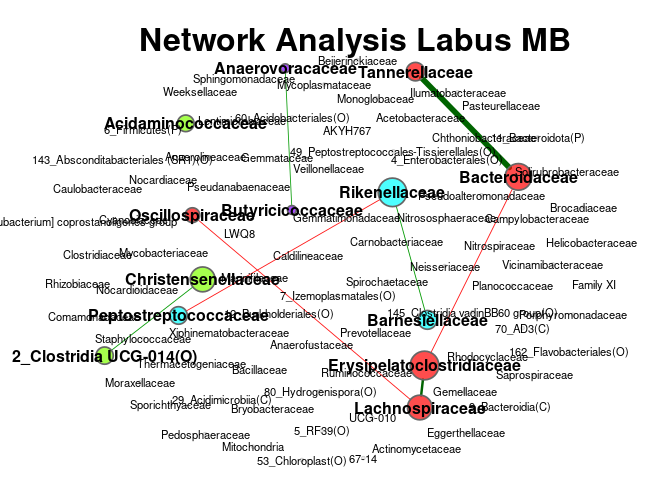 Network Analysis Labus MB
Beijerinckiaceae
Anaerovoracaceae
Tannerellaceae
Sphingomonadaceae
Mycoplasmataceae
Weeksellaceae
Ilumatobacteraceae
Monoglobaceae
Pasteurellaceae
Acidaminococcaceae
60_Acidobacteriales(O)
Acetobacteraceae
6_Firmicutes(P)
AKYH767
Chthoniobacteraceae
11_Bacteroidota(P)
49_Peptostreptococcales-Tissierellales(O)
143_Absconditabacteriales (SR1)(O)
Anaerolineaceae
Gemmataceae
4_Enterobacterales(O)
Veillonellaceae
Solirubrobacteraceae
Bacteroidaceae
Nocardiaceae
Caulobacteraceae
Pseudanabaenaceae
Rikenellaceae
Pseudoalteromonadaceae
Brocadiaceae
Butyricicoccaceae
Oscillospiraceae
ubacterium] coprostanoligenes group
Gemmatimonadaceae
Nitrososphaeraceae
Campylobacteraceae
LWQ8
Carnobacteriaceae
Nitrospiraceae
Helicobacteraceae
Clostridiaceae
Mycobacteriaceae
Caldilineaceae
Neisseriaceae
Vicinamibacteraceae
Christensenellaceae
Rhizobiaceae
Nocardioidaceae
Spirochaetaceae
Planococcaceae
Family XI
7_Izemoplasmatales(O)
Comamonadaceae
Peptostreptococcaceae
Barnesiellaceae
145_Clostridia vadinBB60 group(O)
Porphyromonadaceae
Xiphinematobacteraceae
Prevotellaceae
70_AD3(C)
Staphylococcaceae
Anaerofustaceae
2_Clostridia UCG-014(O)
Thermacetogeniaceae
Bacillaceae
Erysipelatoclostridiaceae
Ruminococcaceae
Rhodocyclaceae
162_Flavobacteriales(O)
Saprospiraceae
Moraxellaceae
80_Hydrogenispora(O)
Gemellaceae
29_Acidimicrobiia(C)
Sporichthyaceae
Bryobacteraceae
Lachnospiraceae
UCG-010
Pedosphaeraceae
5_RF39(O)
Eggerthellaceae
Mitochondria
Actinomycetaceae
53_Chloroplast(O)
67-14